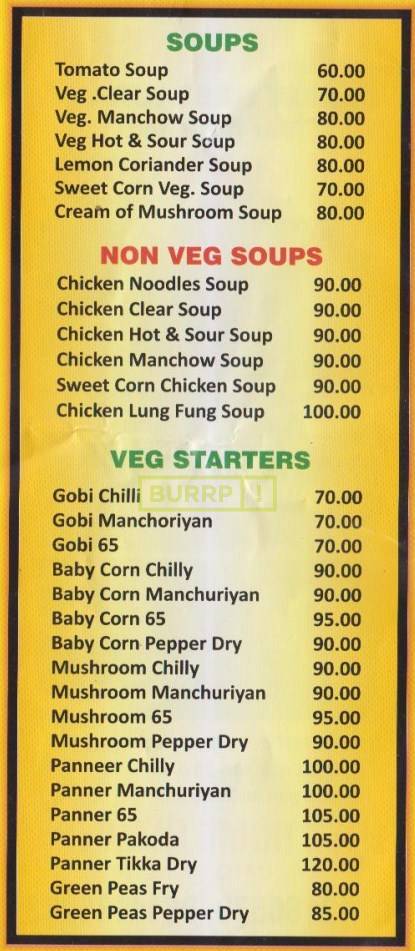 SOUPS
Tomato Soup 60.00
Veg .Clear Soup 70.00
Veg. Manchow Soup 80.00
Veg Hot & Sour Soup 80.00
Lemon Coriander Soup 80.00
Sweet Corn Veg. Soup 70.00
Cream of Mushroom Soup 80.00
NON VEG SOUPS
Chicken Noodles Soup 90.00
Chicken Clear Soup 90.00
Chicken Hot & Sour Soup 90.00
Chicken Manchow Soup 90.00
Sweet Corn Chicken Soup 90.00
Chicken Lung Fung Soup 100.00
VEG STARTERS
BURRP !
Gobi Chilli 70.00
Gobi Manchoriyan 70.00
Gobi 65 70.00
Baby Corn Chilly 90.00
Baby Corn Manchuriyan 90.00
Baby Corn 65 95.00
Baby Corn Pepper Dry 90.00
Mushroom Chilly 90.00
Mushroom Manchuriyan 90.00
Mushroom 65 95.00
Mushroom Pepper Dry 90.00
Panneer Chilly 100.00
Panner Manchuriyan 100.00
Panner 65 105.00
Panner Pakoda 105.00
Panner Tikka Dry 120.00
Green Peas Fry 80.00
Green Peas Pepper Dry 85.00